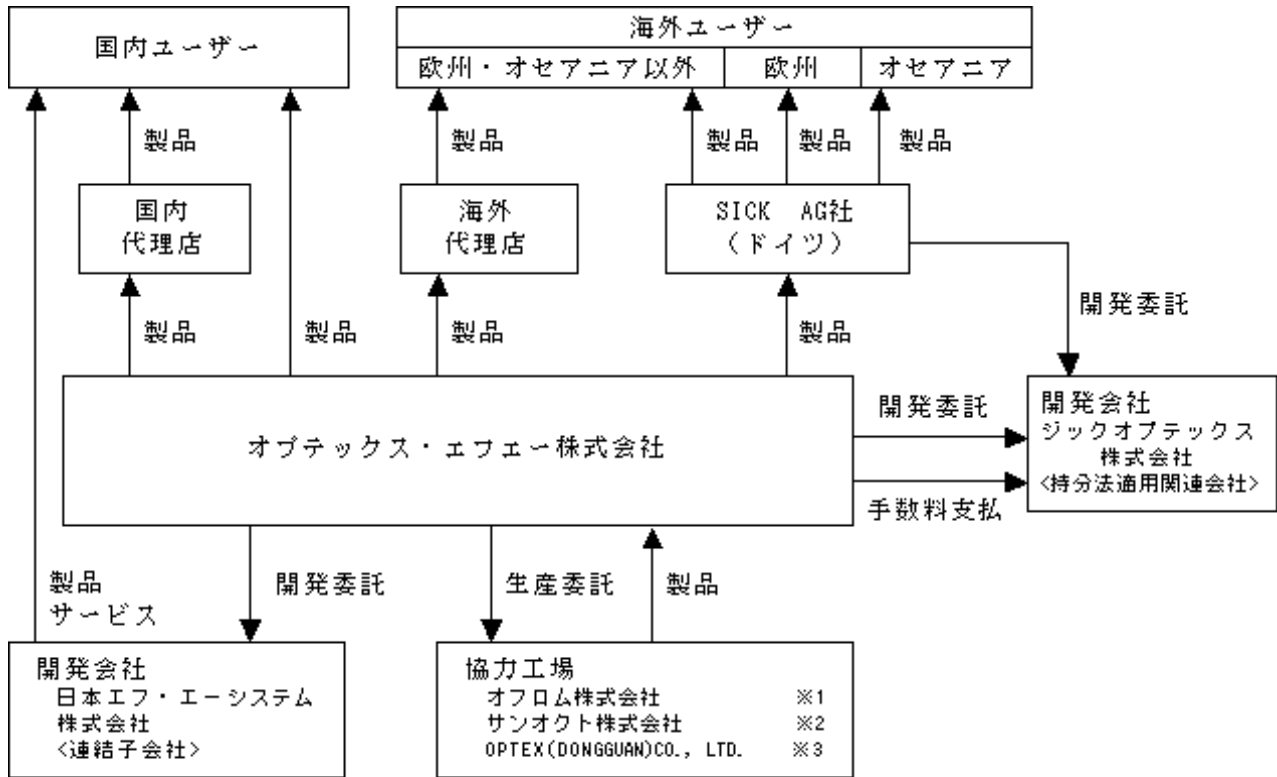 国内ユーザー
海外ユーザー
欧州・オセアニア以外
欧州
オセアニア
製品
製品
製品
製品
製品
国内
代理店
海外
代理店
SICK AG社
(ドイツ)
開発委託
製品
製品
製品
製品
オプテックス・エフエー株式会社
開発委託
手数料支払
開発会社
ジックオプテックス
株式会社
<持分法適用関連会社>
製品
サービス
開発委託
生産委託
製品
開発会社
日本エフ・エーシステム
株式会社
<連結子会社>
協力工場
オフロム株式会社 ※1
サンオクト株式会社 ※2
OPTEX(DONGGUAN)CO., LTD. ※3